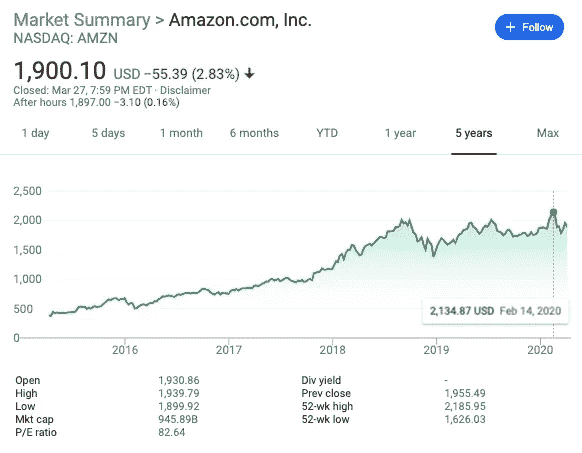 Market Summary > Amazon.com, Inc.
NASDAQ: AMZN
+ Follow
1,900.10 USD −55.39 (2.83%) ↓
Closed: Mar 27, 7:59 PM EDT · Disclaimer
After hours 1,897.00 −3.10 (0.16%)
1 day 5 days 1 month 6 months YTD 1 year 5 years Max
2,500
2,000
1,500
1,000
500
0
2,134.87 USD Feb 14, 2020
2016 2017 2018 2019 2020
Open 1,930.86 Div yield -
High 1,939.79 Prev close 1,955.49
Low 1,899.92 52-wk high 2,185.95
Mkt cap 945.89B 52-wk low 1,626.03
P/E ratio 82.64